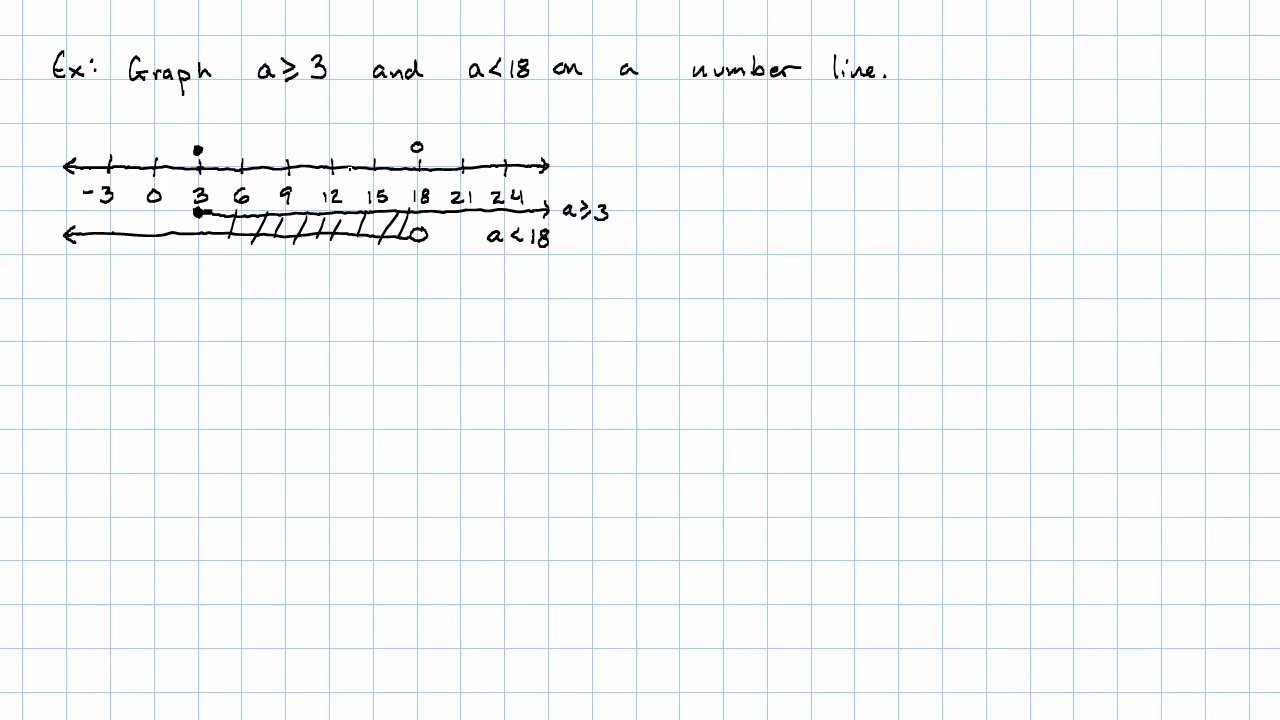 Ex: Graph a ≥ 3 and a < 18 on a number line.
-3 0 3 6 9 12 15 18 21 24
a ≥ 3
a < 18